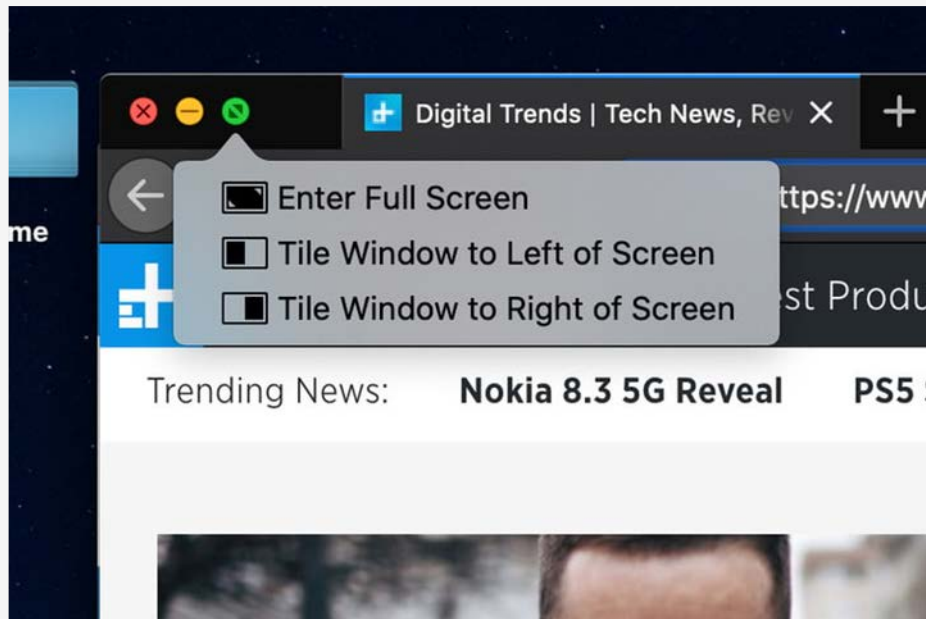 Digital Trends | Tech News, Rev
me
Enter Full Screen
ttps://www
Tile Window to Left of Screen
Tile Window to Right of Screen
est Produ
Trending News: Nokia 8.3 5G Reveal PS5